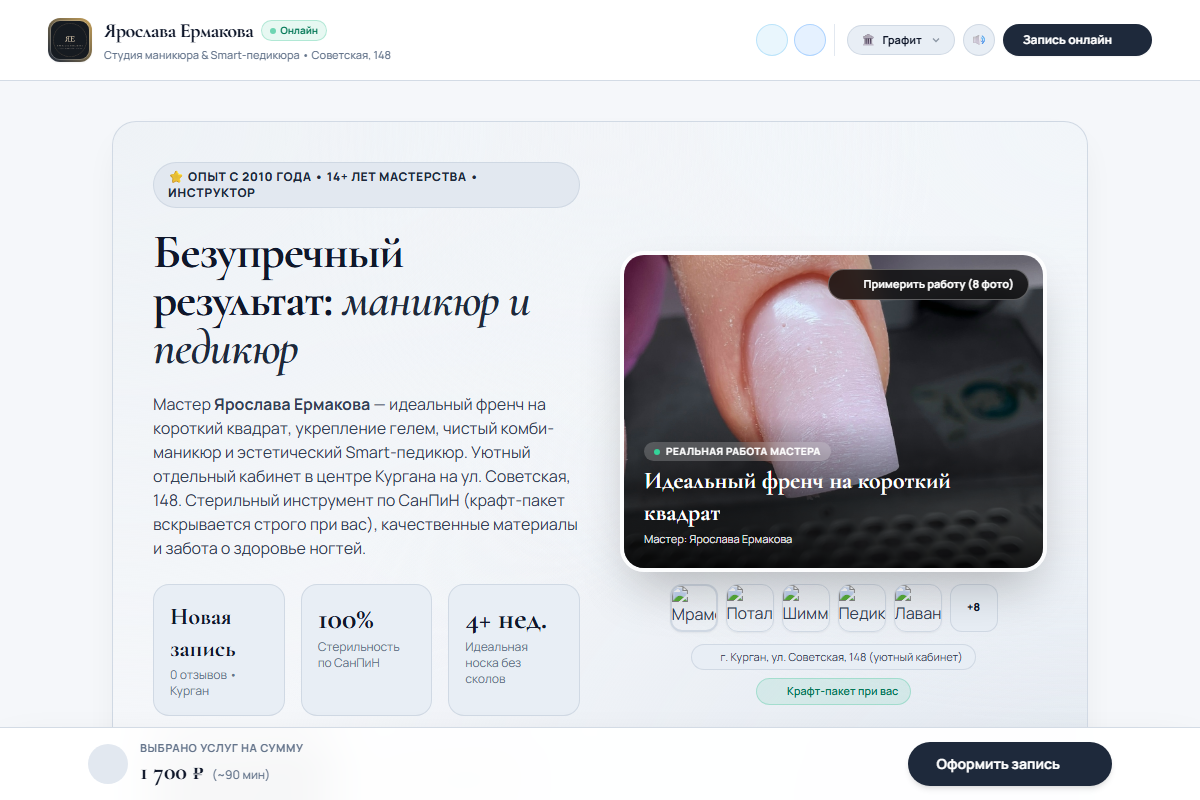 ЯЕ
Ярослава Ермакова
Онлайн
Студия маникюра & Smart-педикюра • Советская, 148
Графит
Запись онлайн
ОПЫТ С 2010 ГОДА • 14+ ЛЕТ МАСТЕРСТВА •
ИНСТРУКТОР
Безупречный
результат: маникюр и
педикюр
Мастер Ярослава Ермакова — идеальный френч на
короткий квадрат, укрепление гелем, чистый комби-
маникюр и эстетический Smart-педикюр. Уютный
отдельный кабинет в центре Кургана на ул. Советская,
148. Стерильный инструмент по СанПиН (крафт-пакет
вскрывается строго при вас), качественные материалы
и забота о здоровье ногтей.
Новая
запись
0 отзывов •
Курган
100%
Стерильность
по СанПиН
4+ нед.
Идеальная
носка без
сколов
Примерить работу (8 фото)
РЕАЛЬНАЯ РАБОТА МАСТЕРА
Идеальный френч на короткий
квадрат
Мастер: Ярослава Ермакова
Мрам
Потал
Шимм
Педик
Лаван
+8
г. Курган, ул. Советская, 148 (уютный кабинет)
Крафт-пакет при вас
ВЫБРАНО УСЛУГ НА СУММУ
1 700 ₽ (~90 мин)
Оформить запись